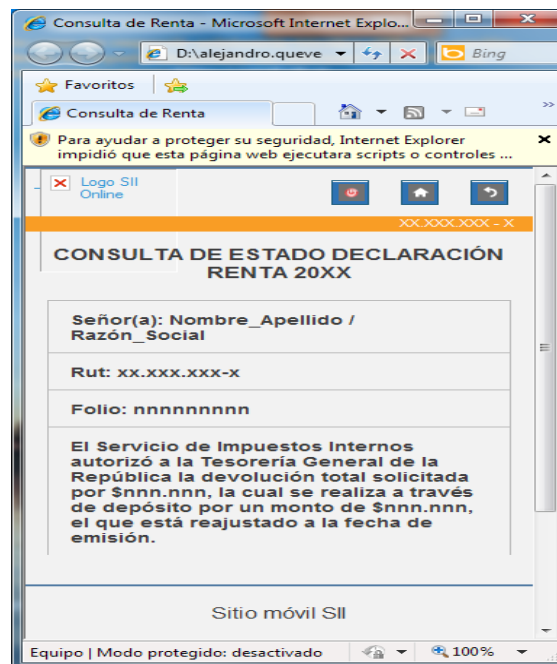 Consulta de Renta - Microsoft Internet Explo...
D:\alejandro.queve
Bing
Favoritos
Consulta de Renta
Para ayudar a proteger su seguridad, Internet Explorer
impidió que esta página web ejecutara scripts o controles ...
Logo SII
Online
XX.XXX.XXX - X
CONSULTA DE ESTADO DECLARACIÓN
RENTA 20XX
Señor(a): Nombre_Apellido /
Razón_Social
Rut: xx.xxx.xxx-x
Folio: nnnnnnnnn
El Servicio de Impuestos Internos
autorizó a la Tesorería General de la
República la devolución total solicitada
por $nnn.nnn, la cual se realiza a través
de depósito por un monto de $nnn.nnn,
el que está reajustado a la fecha de
emisión.
Sitio móvil SII
Equipo | Modo protegido: desactivado
100%